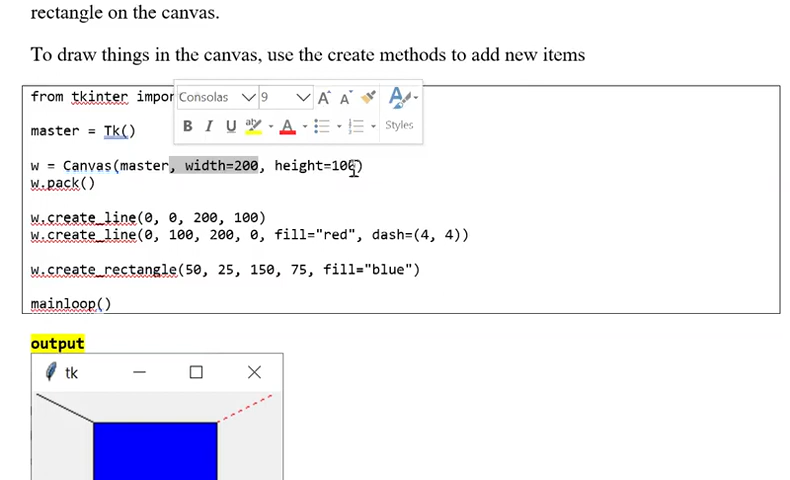 rectangle on the canvas.
To draw things in the canvas, use the create methods to add new items
from tkinter impor
Consolas 9 A A A
B I U aby A Styles
master = Tk()
w = Canvas(master, width=200, height=100)
w.pack()
w.create_line(0, 0, 200, 100)
w.create_line(0, 100, 200, 0, fill="red", dash=(4, 4))
w.create_rectangle(50, 25, 150, 75, fill="blue")
mainloop()
output
tk